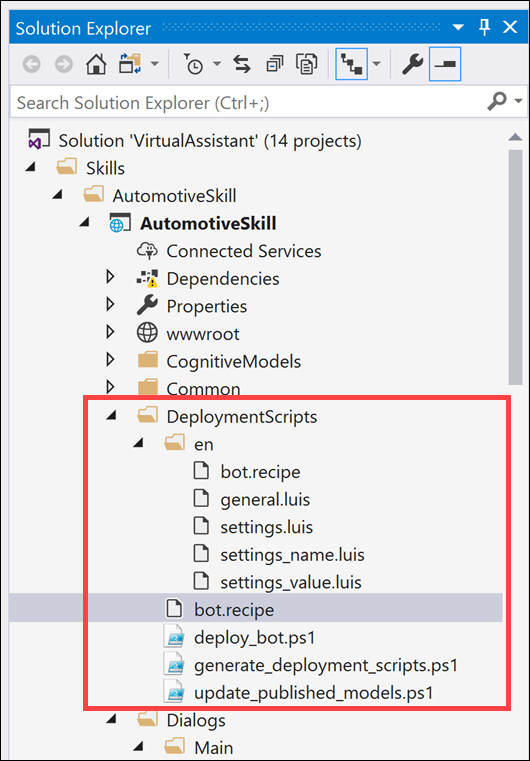 Solution Explorer
Search Solution Explorer (Ctrl+;)
Solution 'VirtualAssistant' (14 projects)
Skills
AutomotiveSkill
AutomotiveSkill
Connected Services
Dependencies
Properties
wwwroot
CognitiveModels
Common
DeploymentScripts
en
bot.recipe
general.luis
settings.luis
settings_name.luis
settings_value.luis
bot.recipe
deploy_bot.ps1
generate_deployment_scripts.ps1
update_published_models.ps1
Dialogs
Main